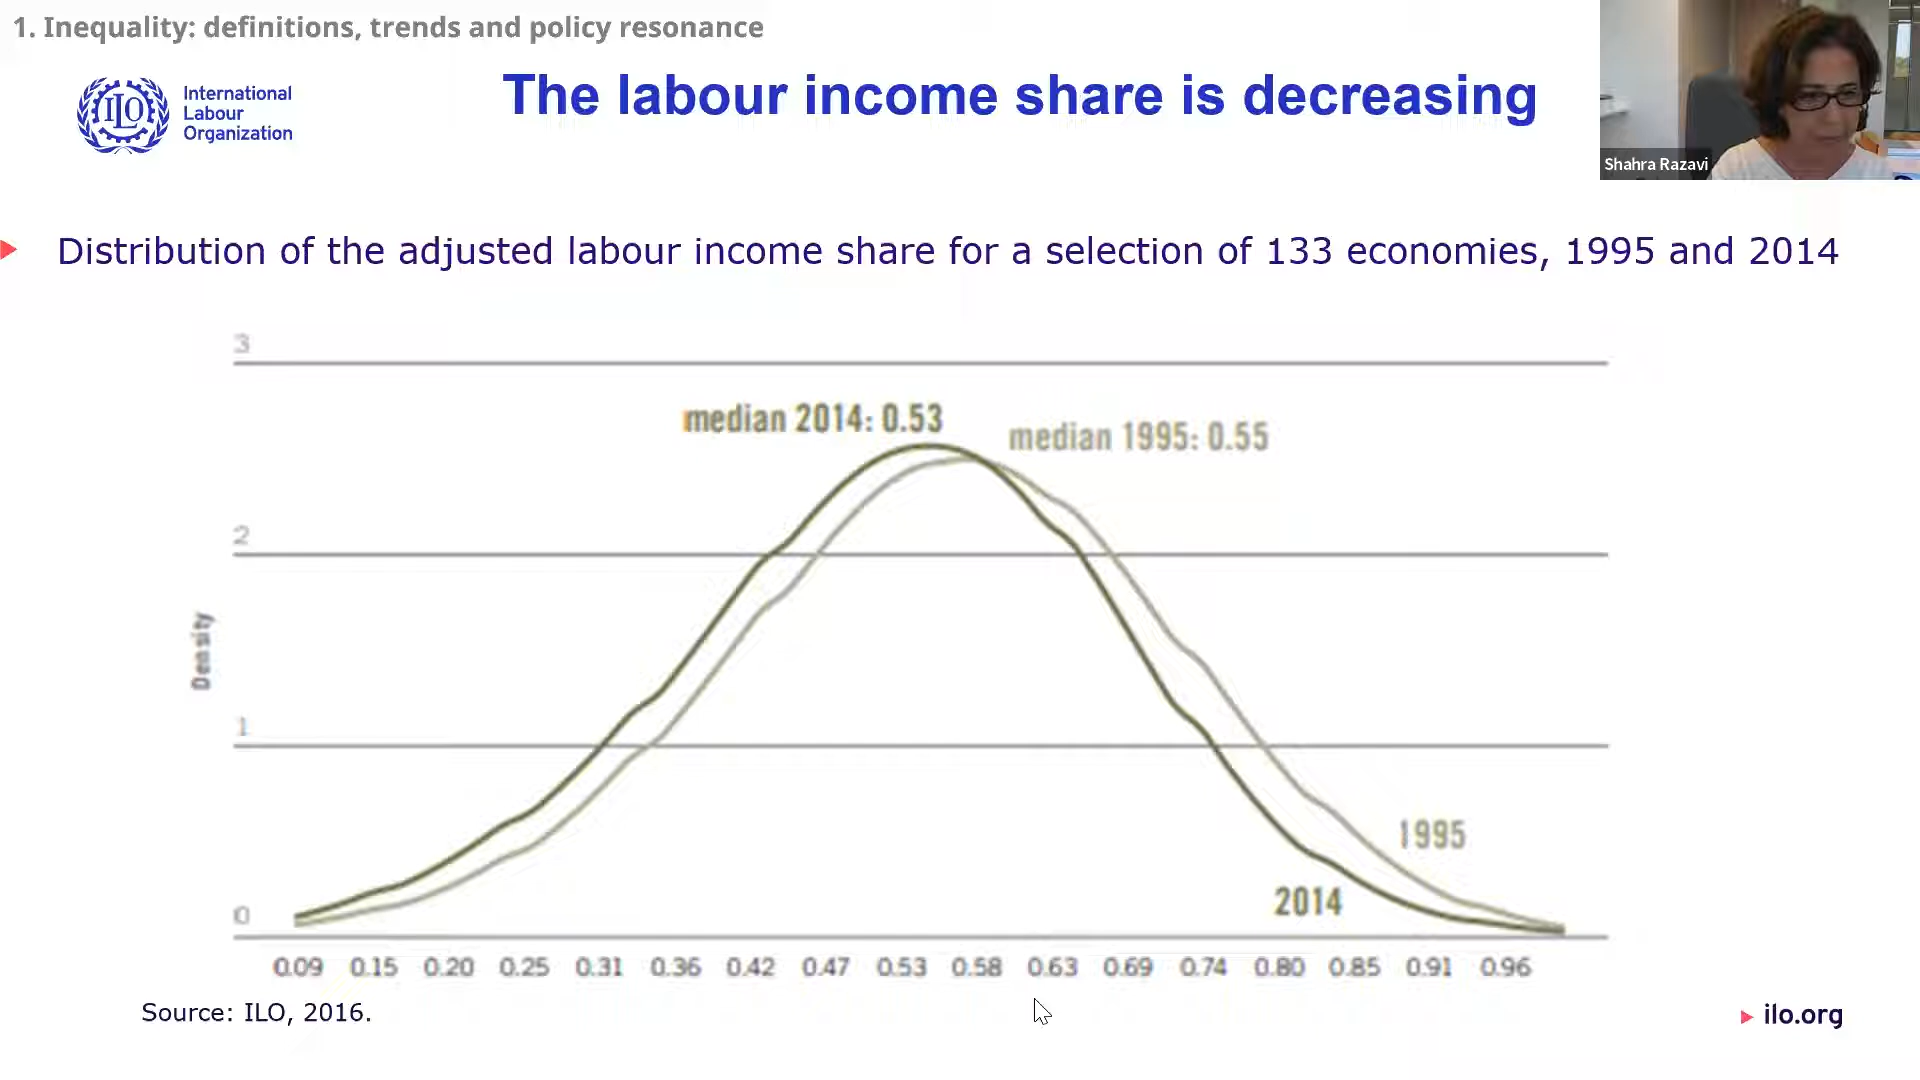 1. Inequality: definitions, trends and policy resonance
ILO
International
Labour
Organization
The labour income share is decreasing
Shahra Razavi
Distribution of the adjusted labour income share for a selection of 133 economies, 1995 and 2014
3
median 2014: 0.53
median 1995: 0.55
2
Density
1
1995
2014
0
0.09 0.15 0.20 0.25 0.31 0.36 0.42 0.47 0.53 0.58 0.63 0.69 0.74 0.80 0.85 0.91 0.96
Source: ILO, 2016.
ilo.org